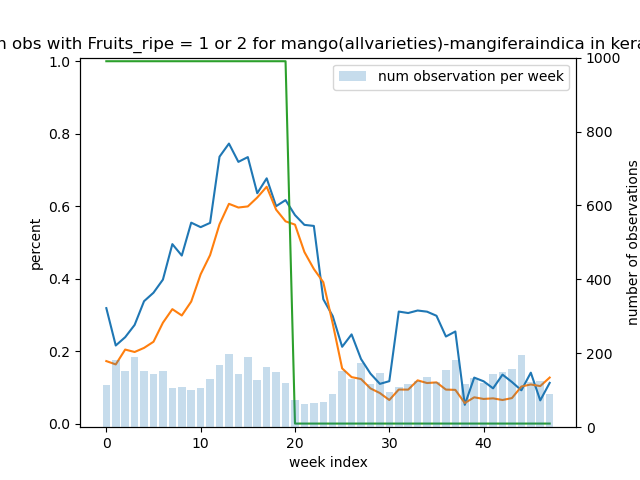 obs with Fruits_ripe = 1 or 2 for mango(allvarieties)-mangiferaindica in
num observation per week
percent
number of observations
1.0
0.8
0.6
0.4
0.2
0.0
1000
800
600
400
200
0
0 10 20 30 40
week index